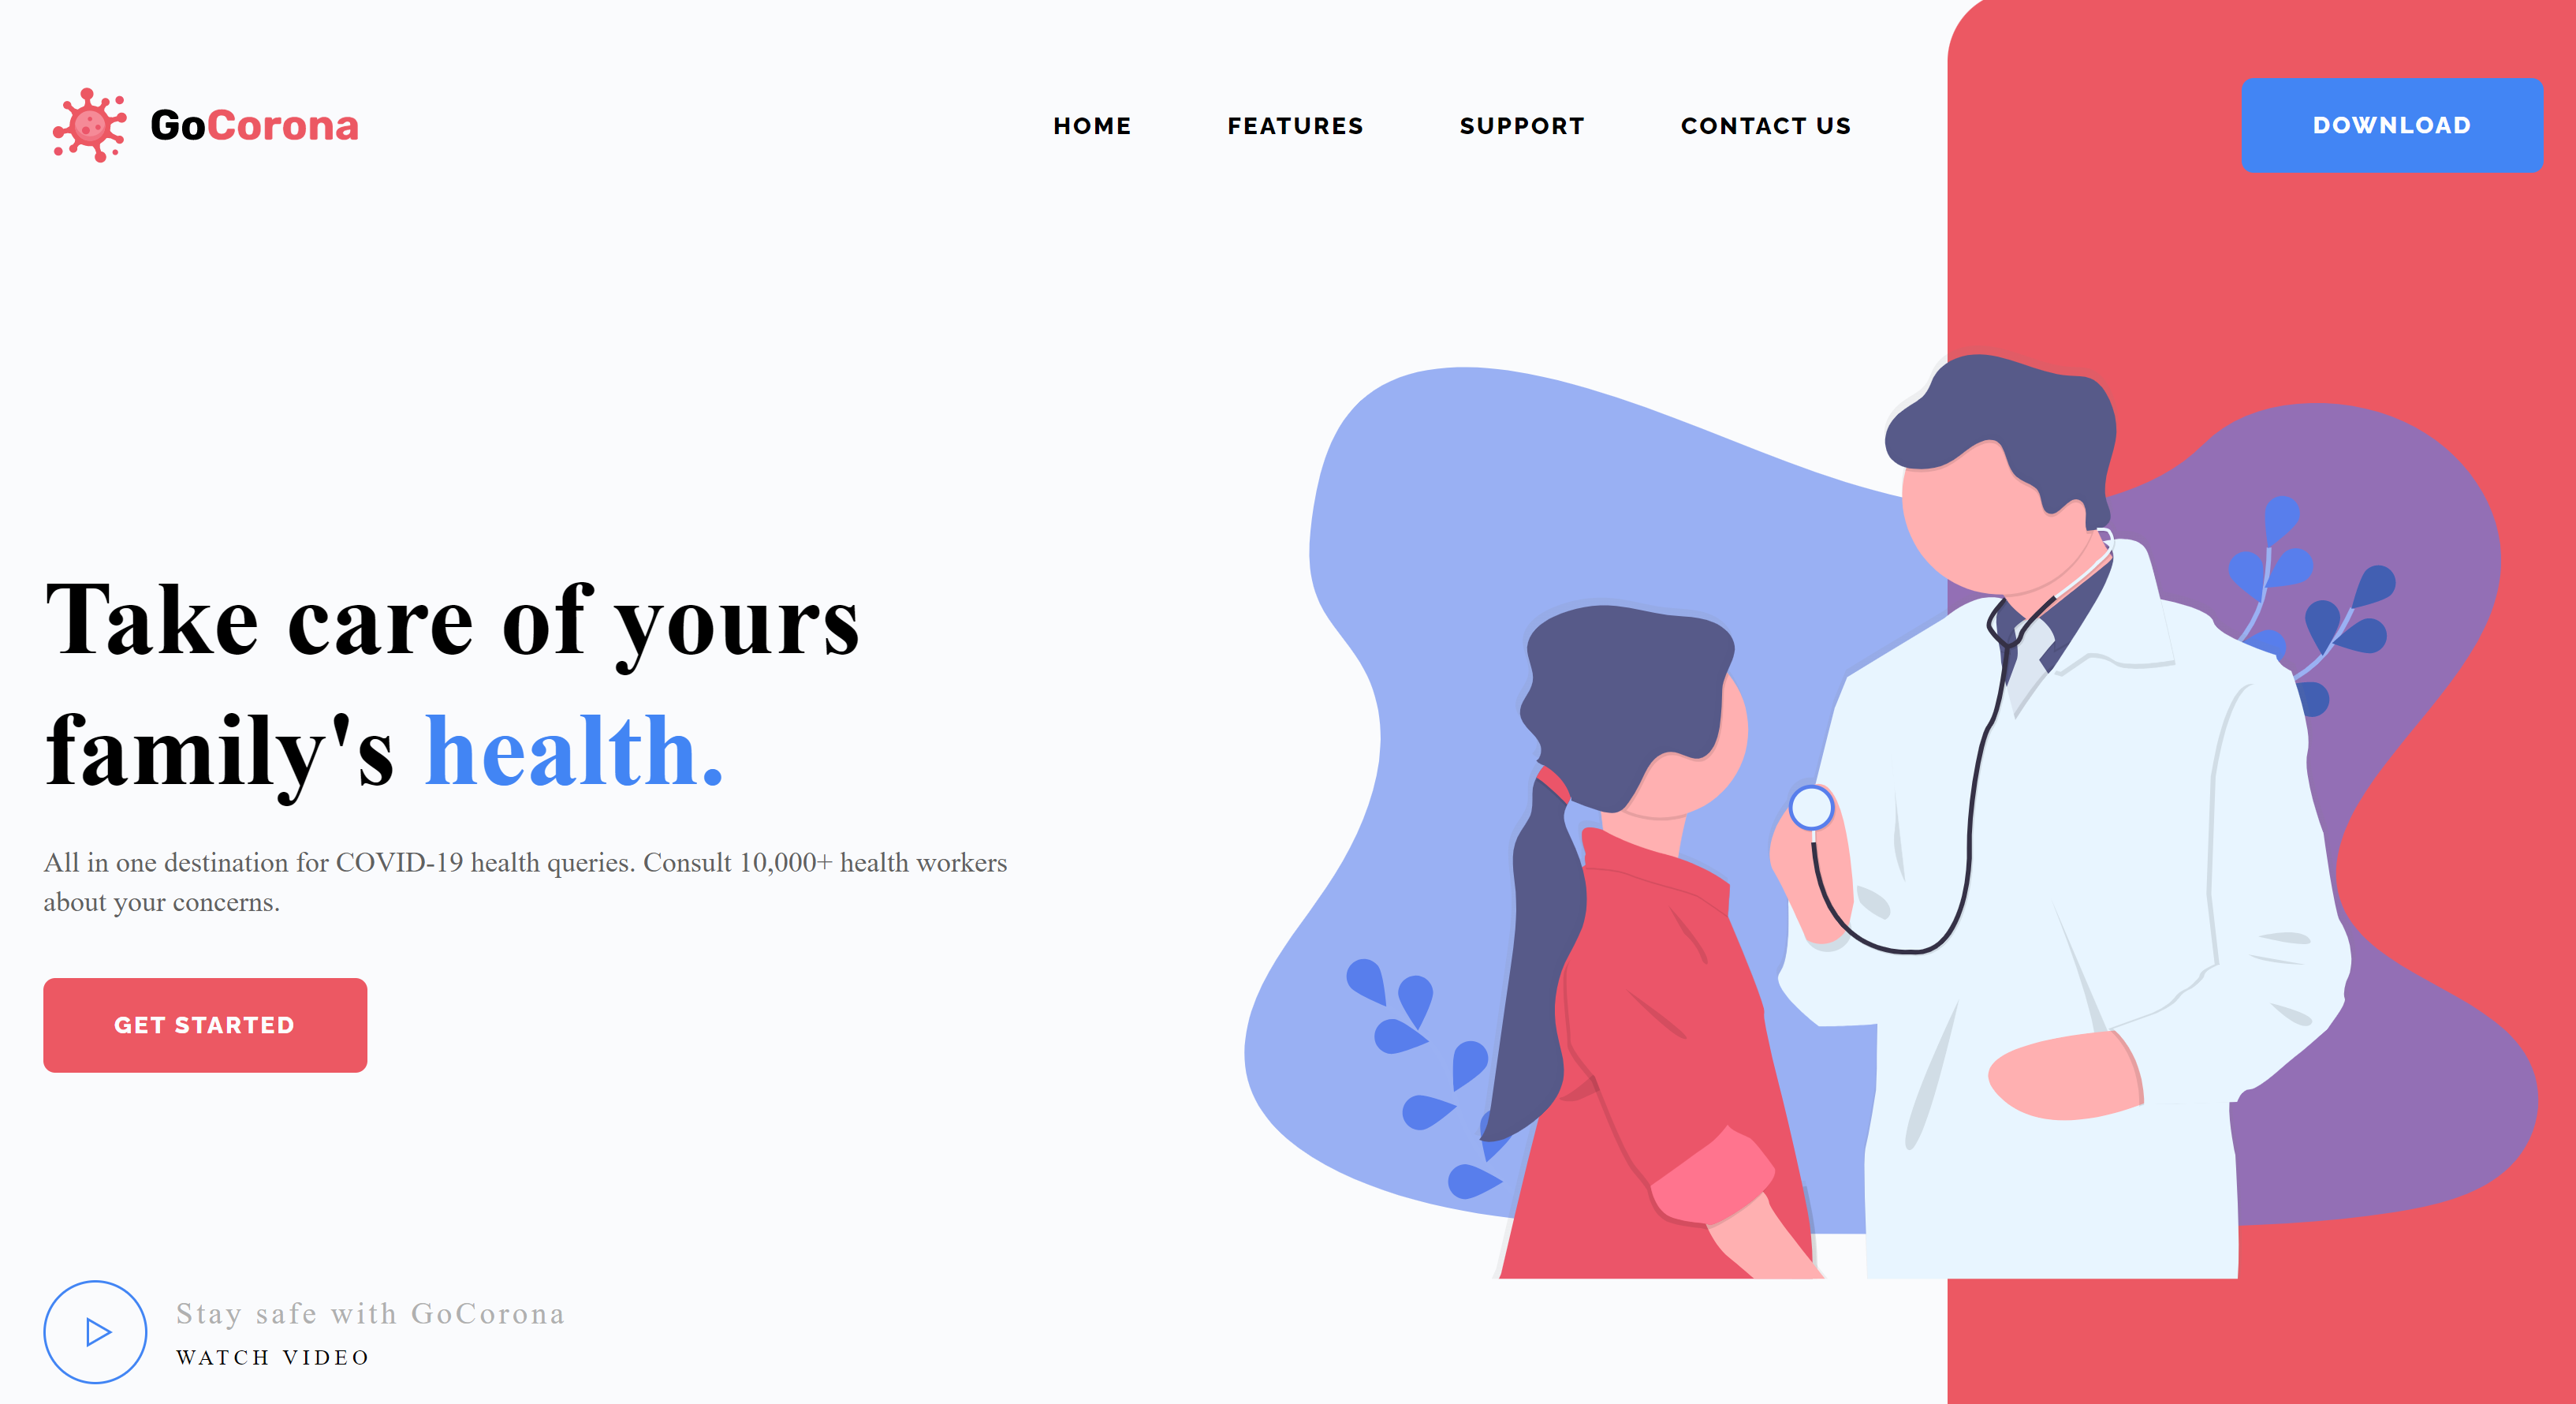 GoCorona
HOME
FEATURES
SUPPORT
CONTACT US
DOWNLOAD
Take care of yours
family's health.
All in one destination for COVID-19 health queries. Consult 10,000+ health workers
about your concerns.
GET STARTED
Stay safe with GoCorona
WATCH VIDEO